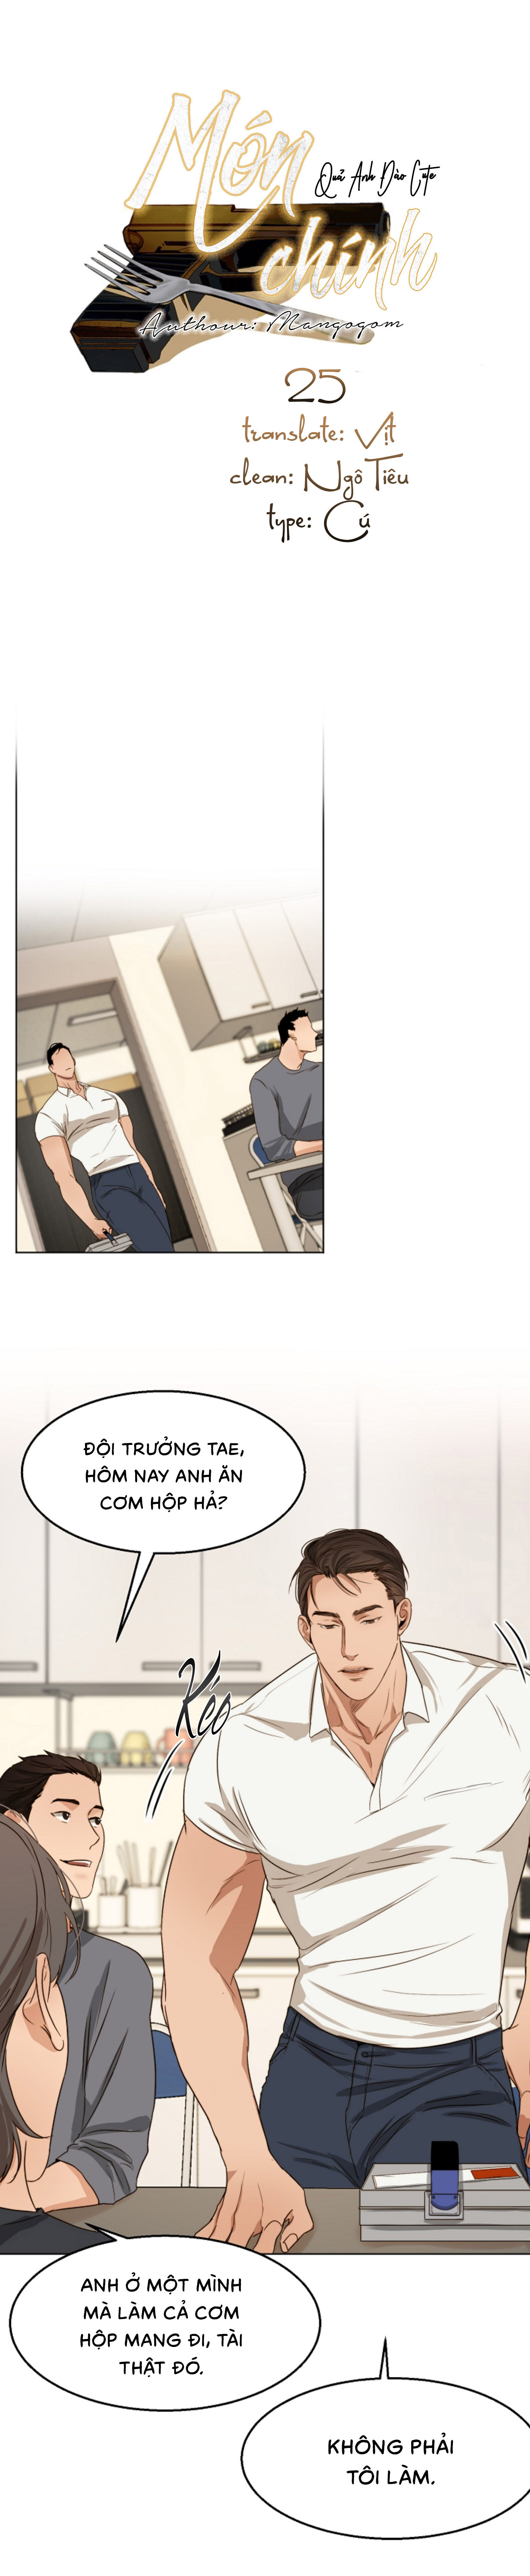 Món
Quả Anh Đào Cute
chính
Authour: Mangogom
25
translate: Vịt
clean: Ngô Tiêu
type: Cú
ĐỘI TRƯỞNG TAE,
HÔM NAY ANH ĂN
CƠM HỘP HẢ?
Kéo
ANH Ở MỘT MÌNH
MÀ LÀM CẢ CƠM
HỘP MANG ĐI, TÀI
THẬT ĐÓ.
KHÔNG PHẢI
TÔI LÀM.